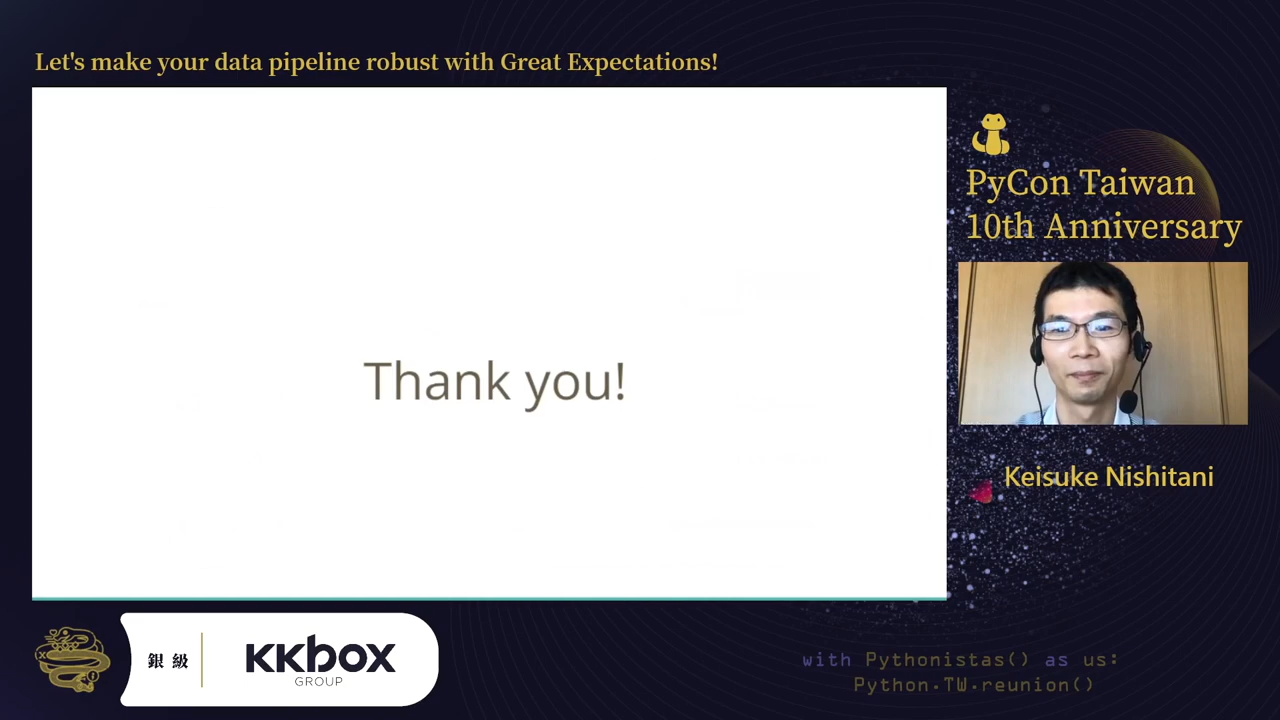 Let's make your data pipeline robust with Great Expectations!
PyCon Taiwan
10th Anniversary
Thank you!
Keisuke Nishitani
銀級
KKBOX
GROUP
with Pythonistas() as us:
Python.TW.reunion()